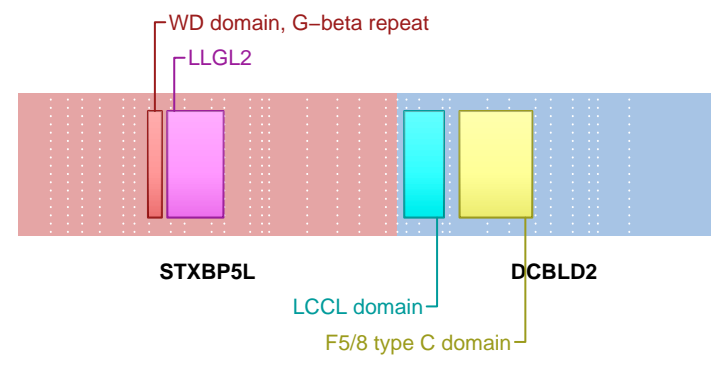 WD domain, G−beta repeat
LLGL2
STXBP5L
DCBLD2
LCCL domain
F5/8 type C domain